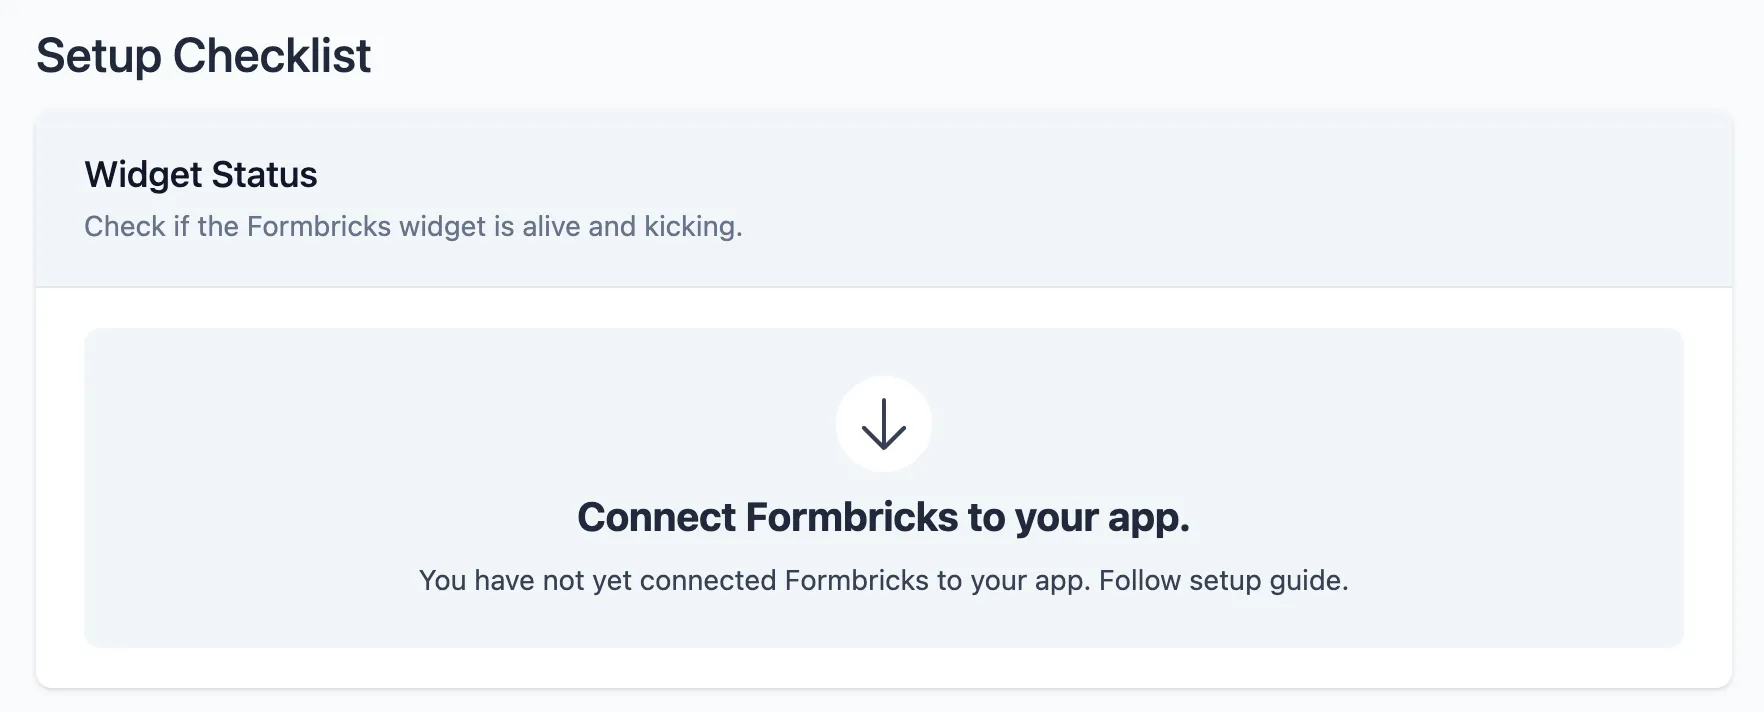 Setup Checklist
Widget Status
Check if the Formbricks widget is alive and kicking.
Connect Formbricks to your app.
You have not yet connected Formbricks to your app. Follow setup guide.